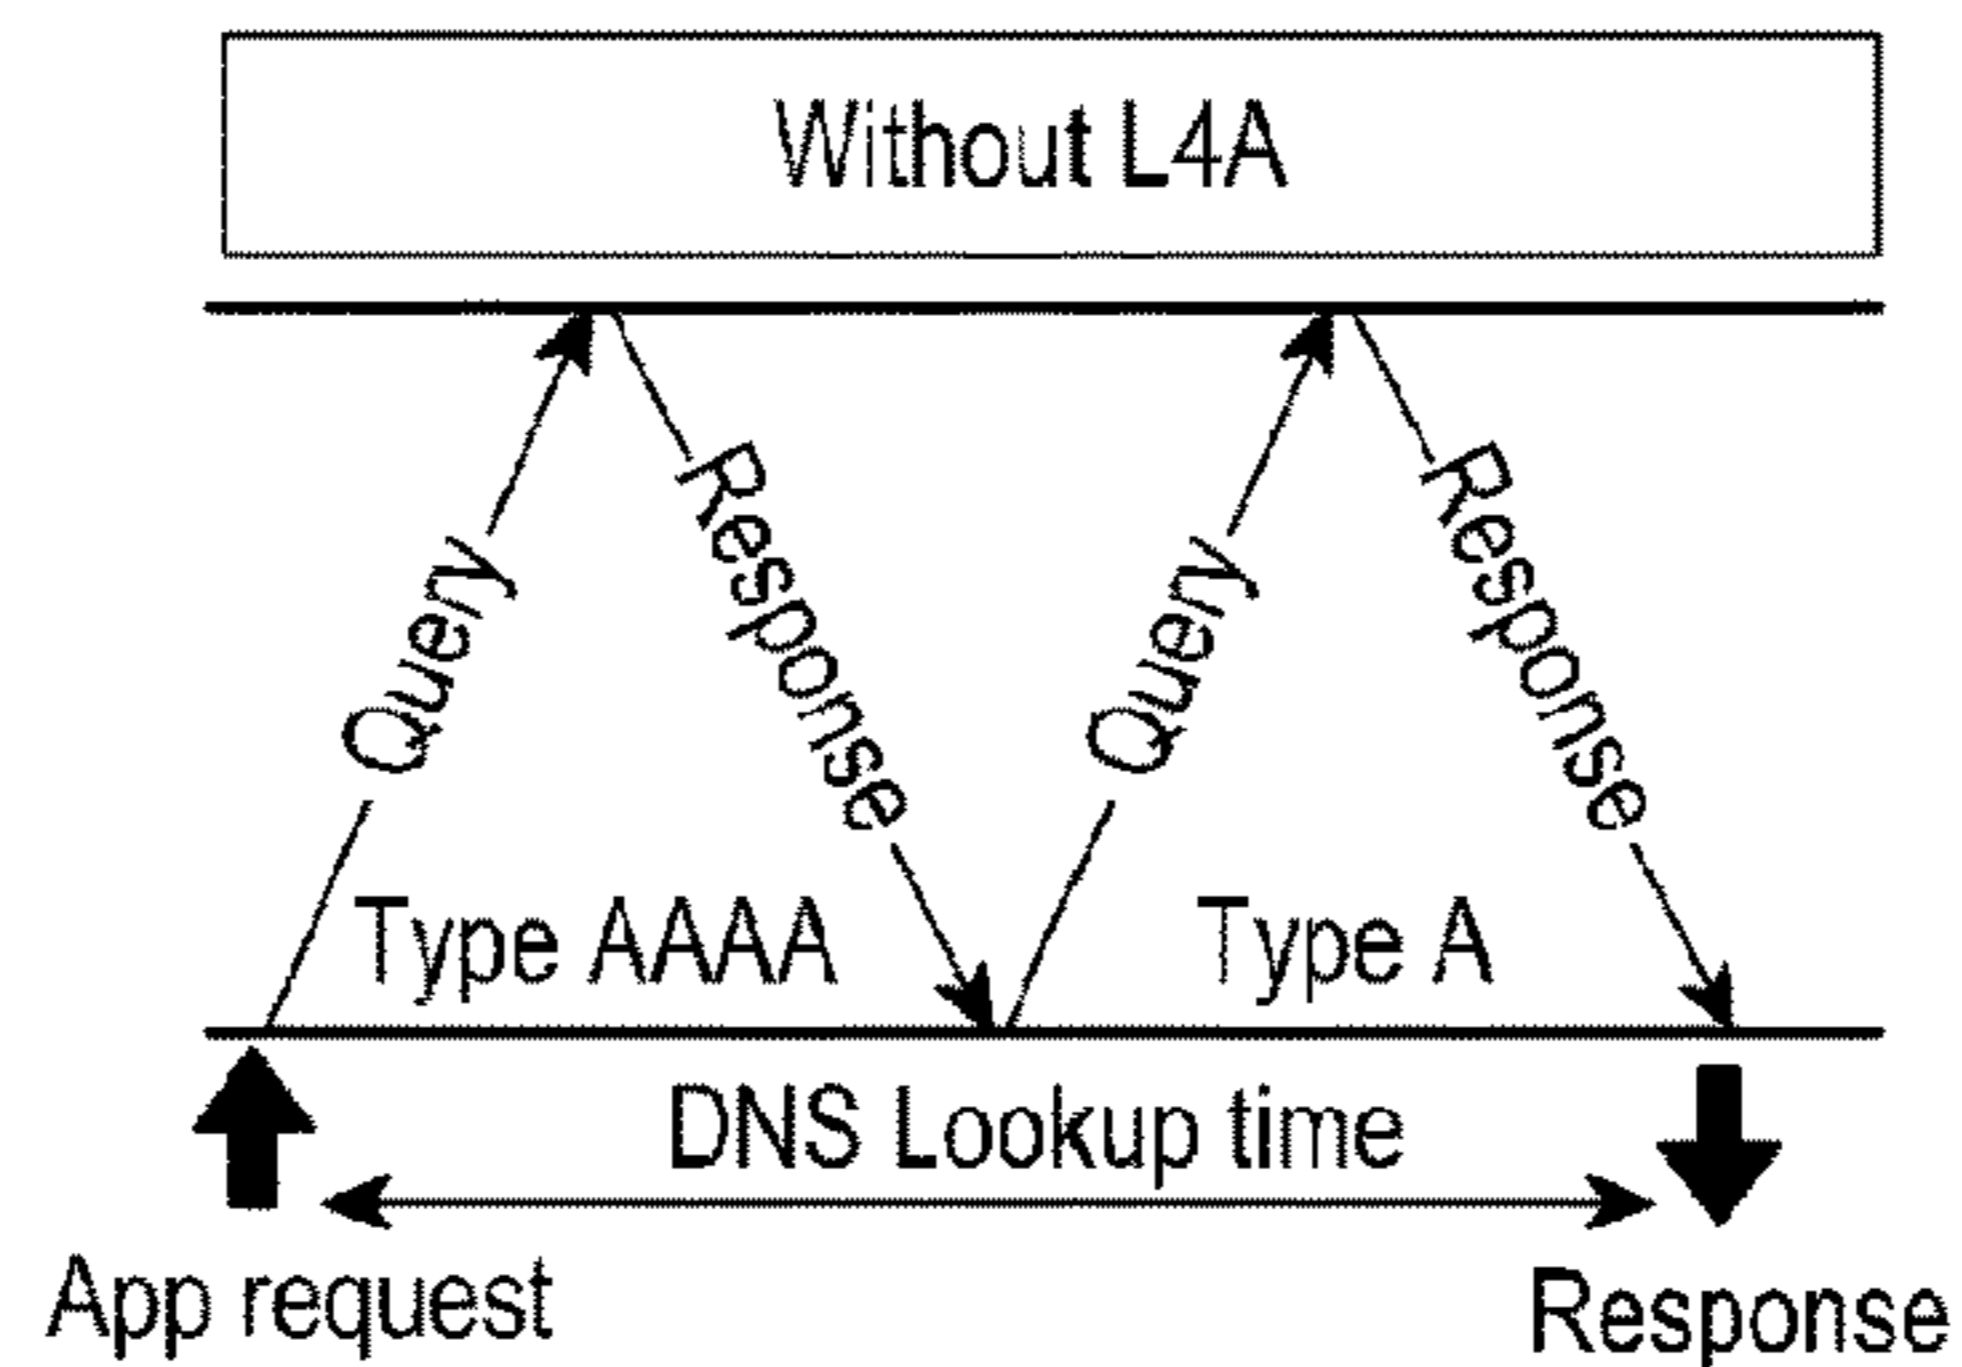 Without L4A
Query
Response
Query
Response
Type AAAA
Type A
DNS Lookup time
App request
Response